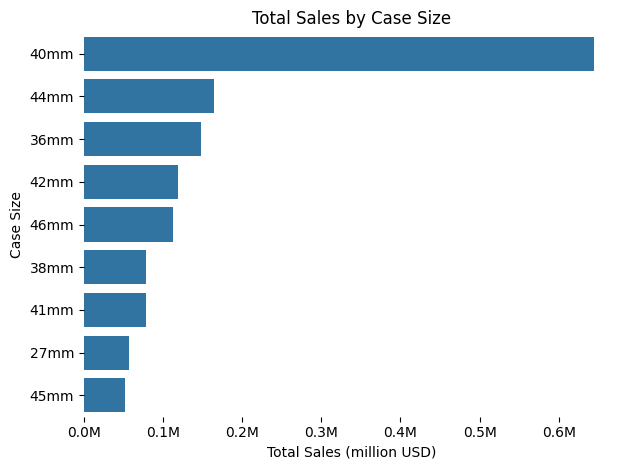 Total Sales by Case Size
Case Size
40mm
44mm
36mm
42mm
46mm
38mm
41mm
27mm
45mm
0.0M 0.1M 0.2M 0.3M 0.4M 0.5M 0.6M
Total Sales (million USD)